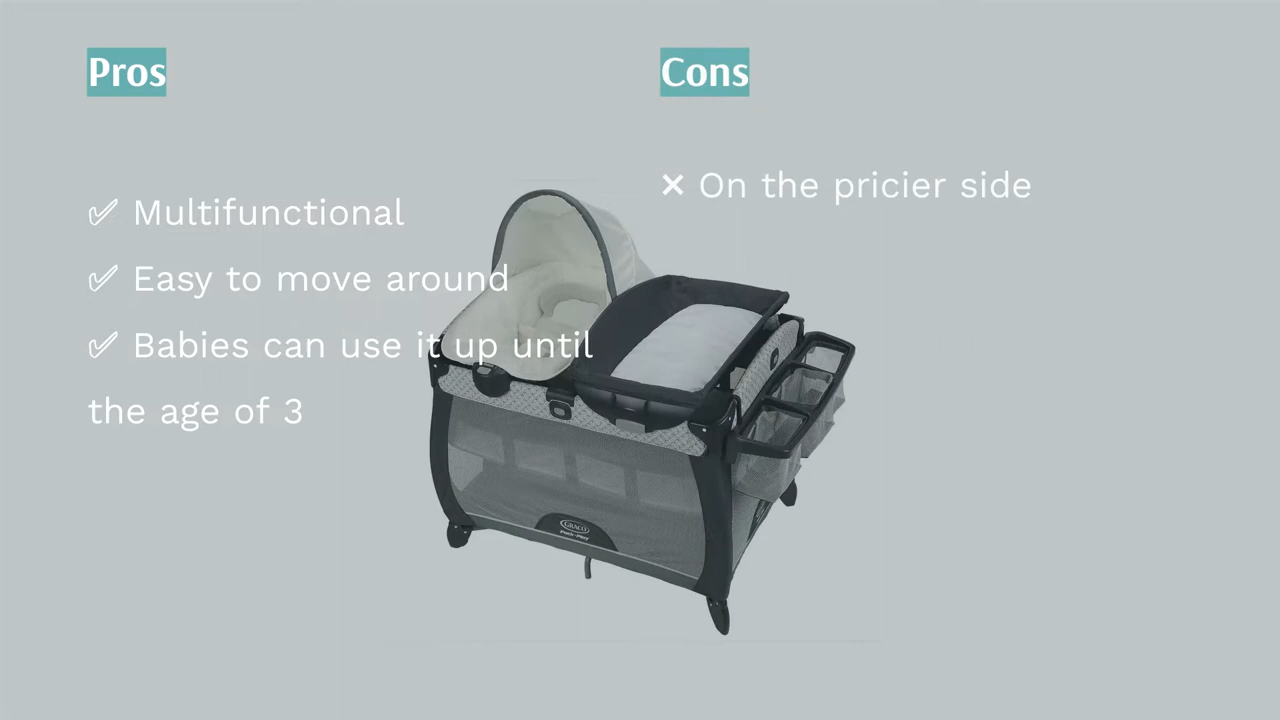 Pros
✅ Multifunctional
✅ Easy to move around
✅ Babies can use it up until
the age of 3
Cons
❌ On the pricier side
GRACO
Pack 'n Play